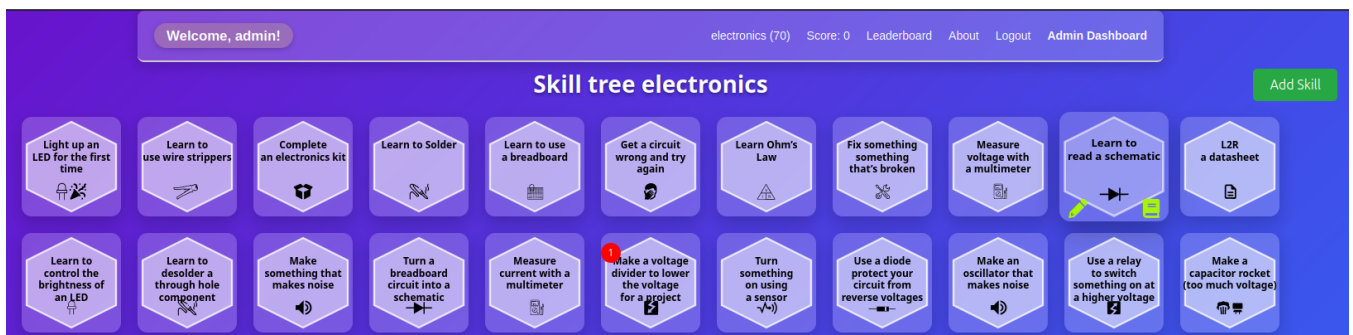 Welcome, admin!
electronics (70) Score: 0 Leaderboard About Logout Admin Dashboard
Skill tree electronics
Add Skill
Light up an
LED for the first
time
Learn to
use wire strippers
Complete
an electronics kit
Learn to Solder
Learn to use
a breadboard
Get a circuit
wrong and try
again
Learn Ohm's
Law
Fix something
something
that's broken
Measure
voltage with
a multimeter
Learn to
read a schematic
L2R
a datasheet
Learn to
control the
brightness of
an LED
Learn to
desolder a
through hole
component
Make
something that
makes noise
Turn a
breadboard
circuit into a
schematic
Measure
current with a
multimeter
1
Make a voltage
divider to lower
the voltage
for a project
Turn
something
on using
a sensor
Use a diode
protect your
circuit from
reverse voltages
Make an
oscillator that
makes noise
Use a relay
to switch
something on at
a higher voltage
Make a
capacitor rocket
(too much voltage)